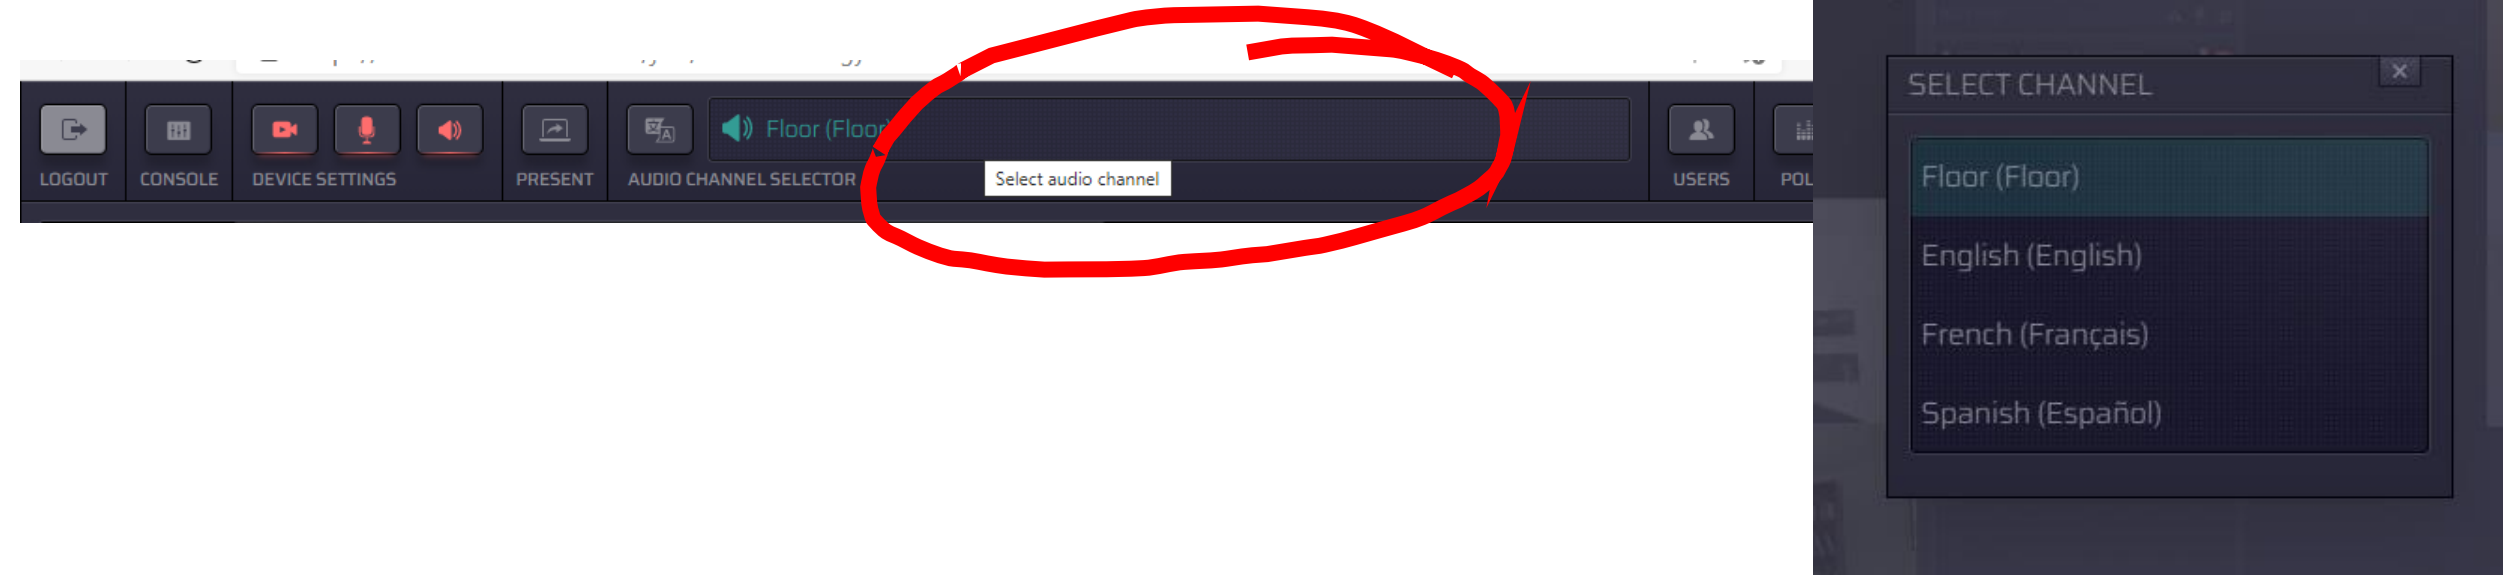 Floor (Floor)
LOGOUT
CONSOLE
DEVICE SETTINGS
PRESENT
AUDIO CHANNEL SELECTOR
Select audio channel
USERS
POL
SELECT CHANNEL
Floor (Floor)
English (English)
French (Français)
Spanish (Español)